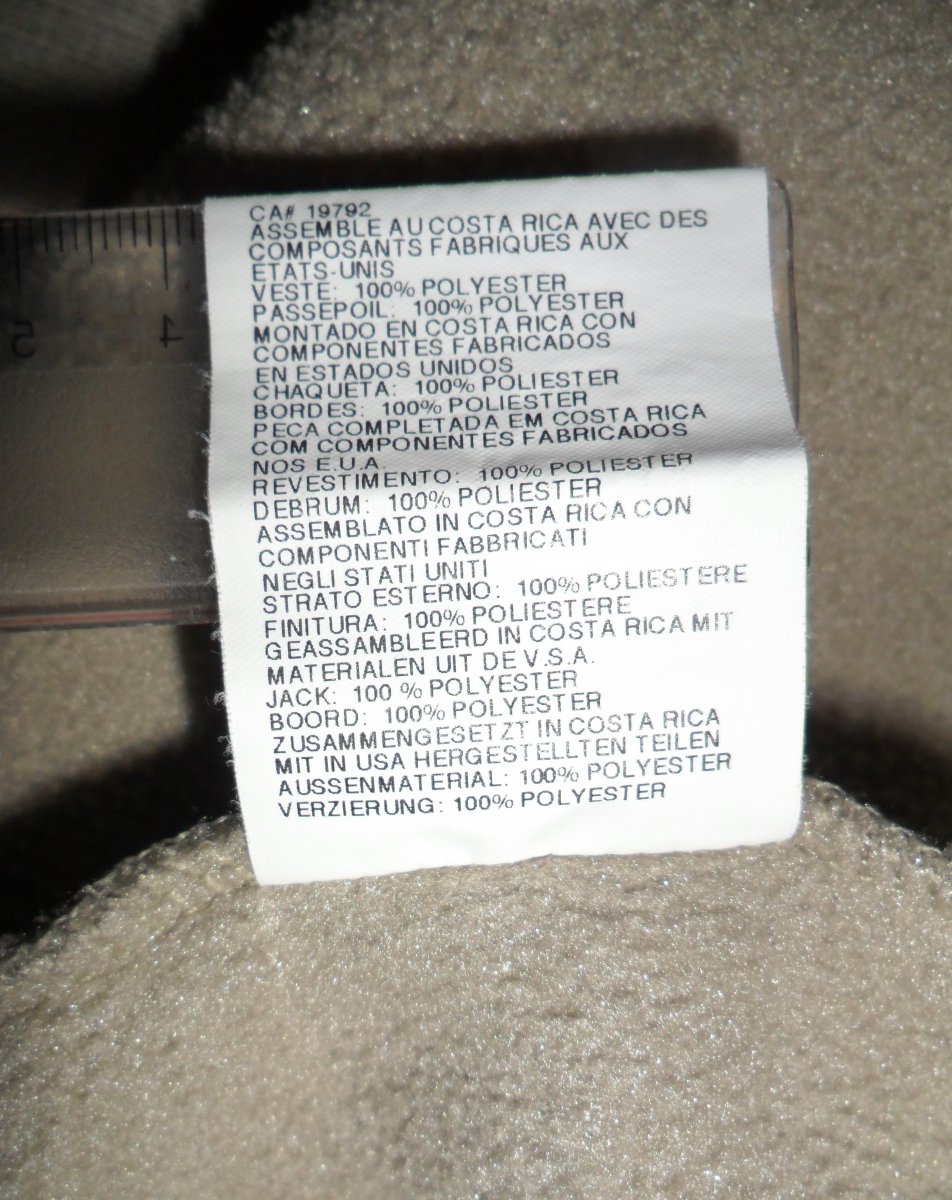 CA# 19792
ASSEMBLE AU COSTA RICA AVEC DES
COMPOSANTS FABRIQUES AUX
ETATS-UNIS
VESTE: 100% POLYESTER
PASSEPOIL: 100% POLYESTER
MONTADO EN COSTA RICA CON
COMPONENTES FABRICADOS
EN ESTADOS UNIDOS
CHAQUETA: 100% POLIESTER
BORDES: 100% POLIESTER
PECA COMPLETADA EM COSTA RICA
COM COMPONENTES FABRICADOS
NOS E.U.A.
REVESTIMENTO: 100% POLIESTER
DEBRUM: 100% POLIESTER
ASSEMBLATO IN COSTA RICA CON
COMPONENTI FABBRICATI
NEGLI STATI UNITI
STRATO ESTERNO: 100% POLIESTERE
FINITURA: 100% POLIESTERE
GEASSAMBLEERD IN COSTA RICA MIT
MATERIALEN UIT DE V.S.A.
JACK: 100 % POLYESTER
BOORD: 100% POLYESTER
ZUSAMMENGESETZT IN COSTA RICA
MIT IN USA HERGESTELLTEN TEILEN
AUSSENMATERIAL: 100% POLYESTER
VERZIERUNG: 100% POLYESTER
5 4